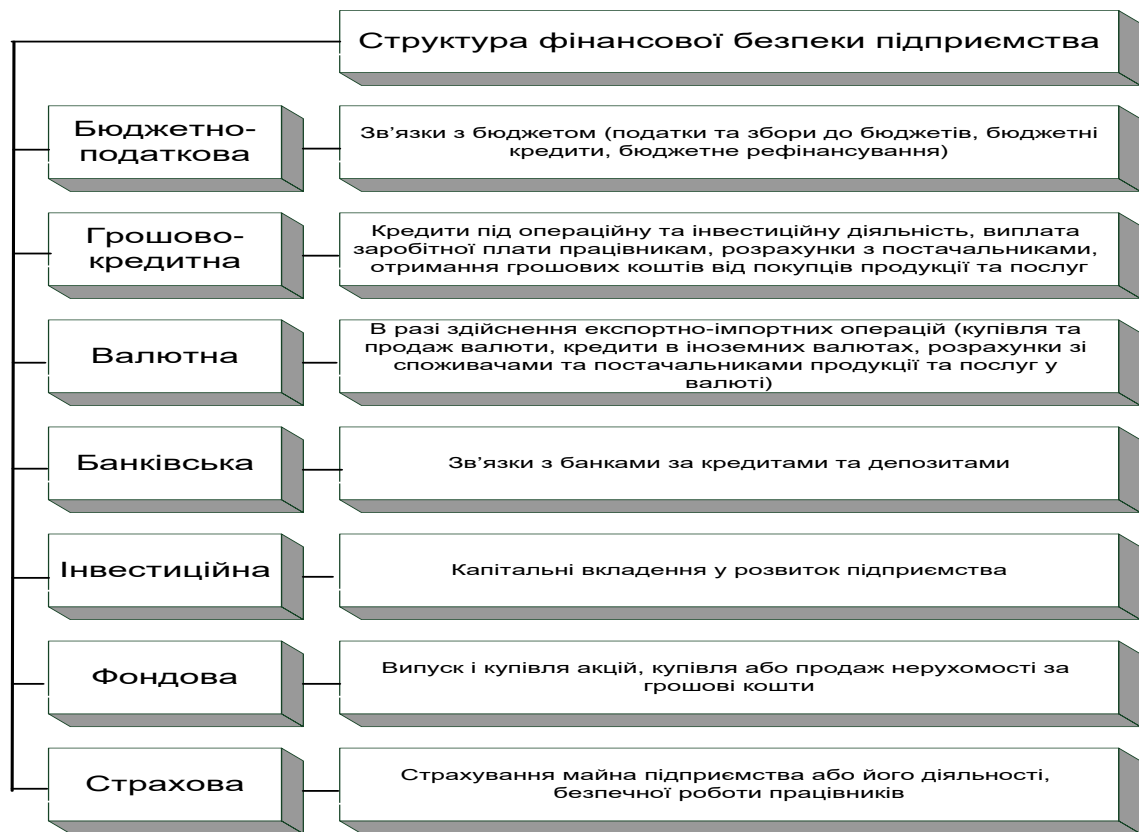 Структура фінансової безпеки підприємства
Бюджетно-
податкова
Зв'язки з бюджетом (податки та збори до бюджетів, бюджетні
кредити, бюджетне рефінансування)
Грошово-
кредитна
Кредити під операційну та інвестиційну діяльність, виплата
заробітної плати працівникам, розрахунки з постачальниками,
отримання грошових коштів від покупців продукції та послуг
Валютна
В разі здійснення експортно-імпортних операцій (купівля та
продаж валюти, кредити в іноземних валютах, розрахунки зі
споживачами та постачальниками продукції та послуг у
валюті)
Банківська
Зв'язки з банками за кредитами та депозитами
Інвестиційна
Капітальні вкладення у розвиток підприємства
Фондова
Випуск і купівля акцій, купівля або продаж нерухомості за
грошові кошти
Страхова
Страхування майна підприємства або його діяльності,
безпечної роботи працівників